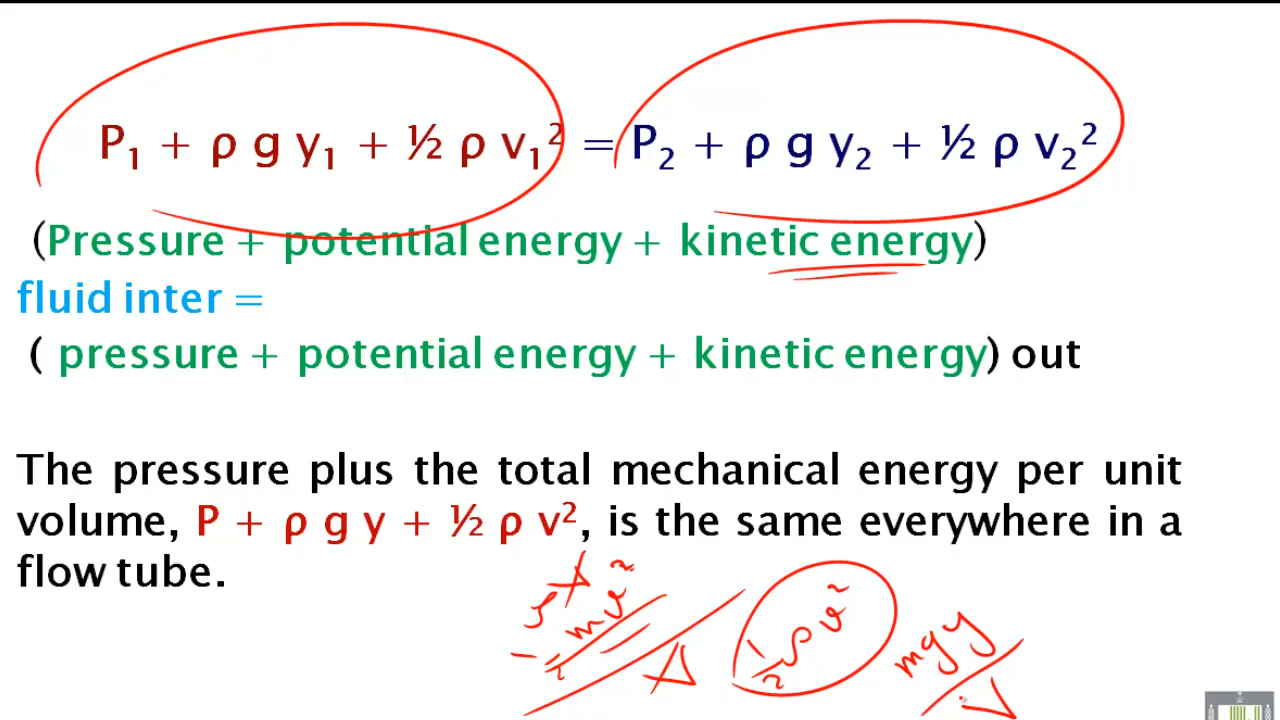 P₁ + ρ g y₁ + ½ ρ v₁² = P₂ + ρ g y₂ + ½ ρ v₂²
(Pressure + potential energy + kinetic energy)
fluid inter =
( pressure + potential energy + kinetic energy) out
The pressure plus the total mechanical energy per unit
volume, P + ρ g y + ½ ρ v², is the same everywhere in a
flow tube.
½ m v²
V
½ ρ v²
mgy
V